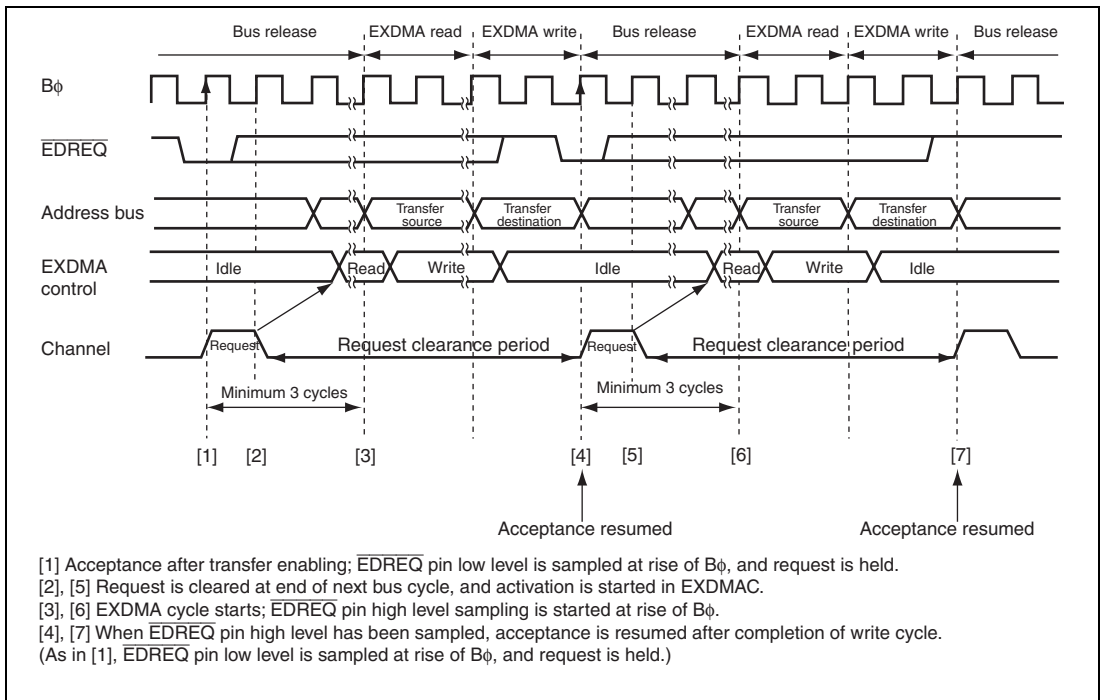 Bus release EXDMA read EXDMA write Bus release EXDMA read EXDMA write Bus release
Bϕ
EDREQ
Address bus Transfer source Transfer destination Transfer source Transfer destination
EXDMA control Idle Read Write Idle Read Write Idle
Channel Request Request clearance period Request Request clearance period
Minimum 3 cycles Minimum 3 cycles
[1] [2] [3] [4] [5] [6] [7]
Acceptance resumed Acceptance resumed
[1] Acceptance after transfer enabling; EDREQ pin low level is sampled at rise of Bϕ, and request is held.
[2], [5] Request is cleared at end of next bus cycle, and activation is started in EXDMAC.
[3], [6] EXDMA cycle starts; EDREQ pin high level sampling is started at rise of Bϕ.
[4], [7] When EDREQ pin high level has been sampled, acceptance is resumed after completion of write cycle.
(As in [1], EDREQ pin low level is sampled at rise of Bϕ, and request is held.)